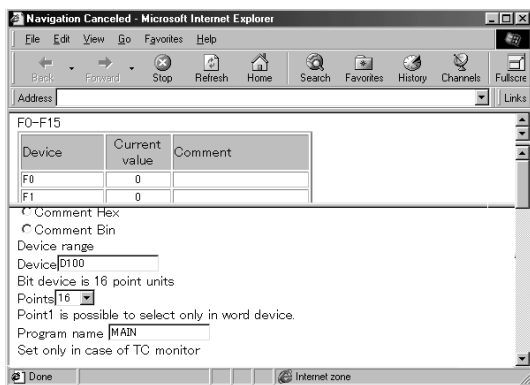 Navigation Canceled - Microsoft Internet Explorer
File Edit View Go Favorites Help
Back Forward Stop Refresh Home Search Favorites History Channels Fullscre
Address Links
F0-F15
Device Current value Comment
F0 0
F1 0
Comment Hex
Comment Bin
Device range
Device D100
Bit device is 16 point units
Points 16
Point1 is possible to select only in word device.
Program name MAIN
Set only in case of TC monitor
Done Internet zone